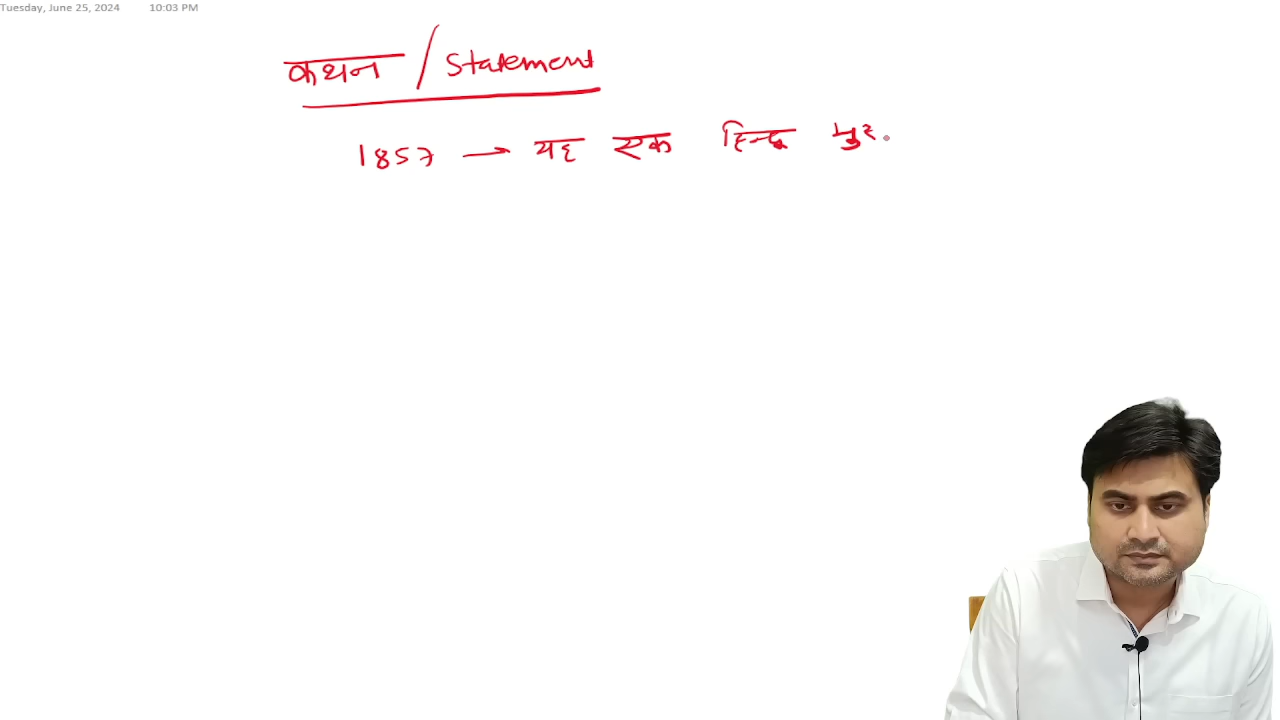 Tuesday, June 25, 2024 10:03 PM
कथन / Statement
1857 → यह एक हिन्दू